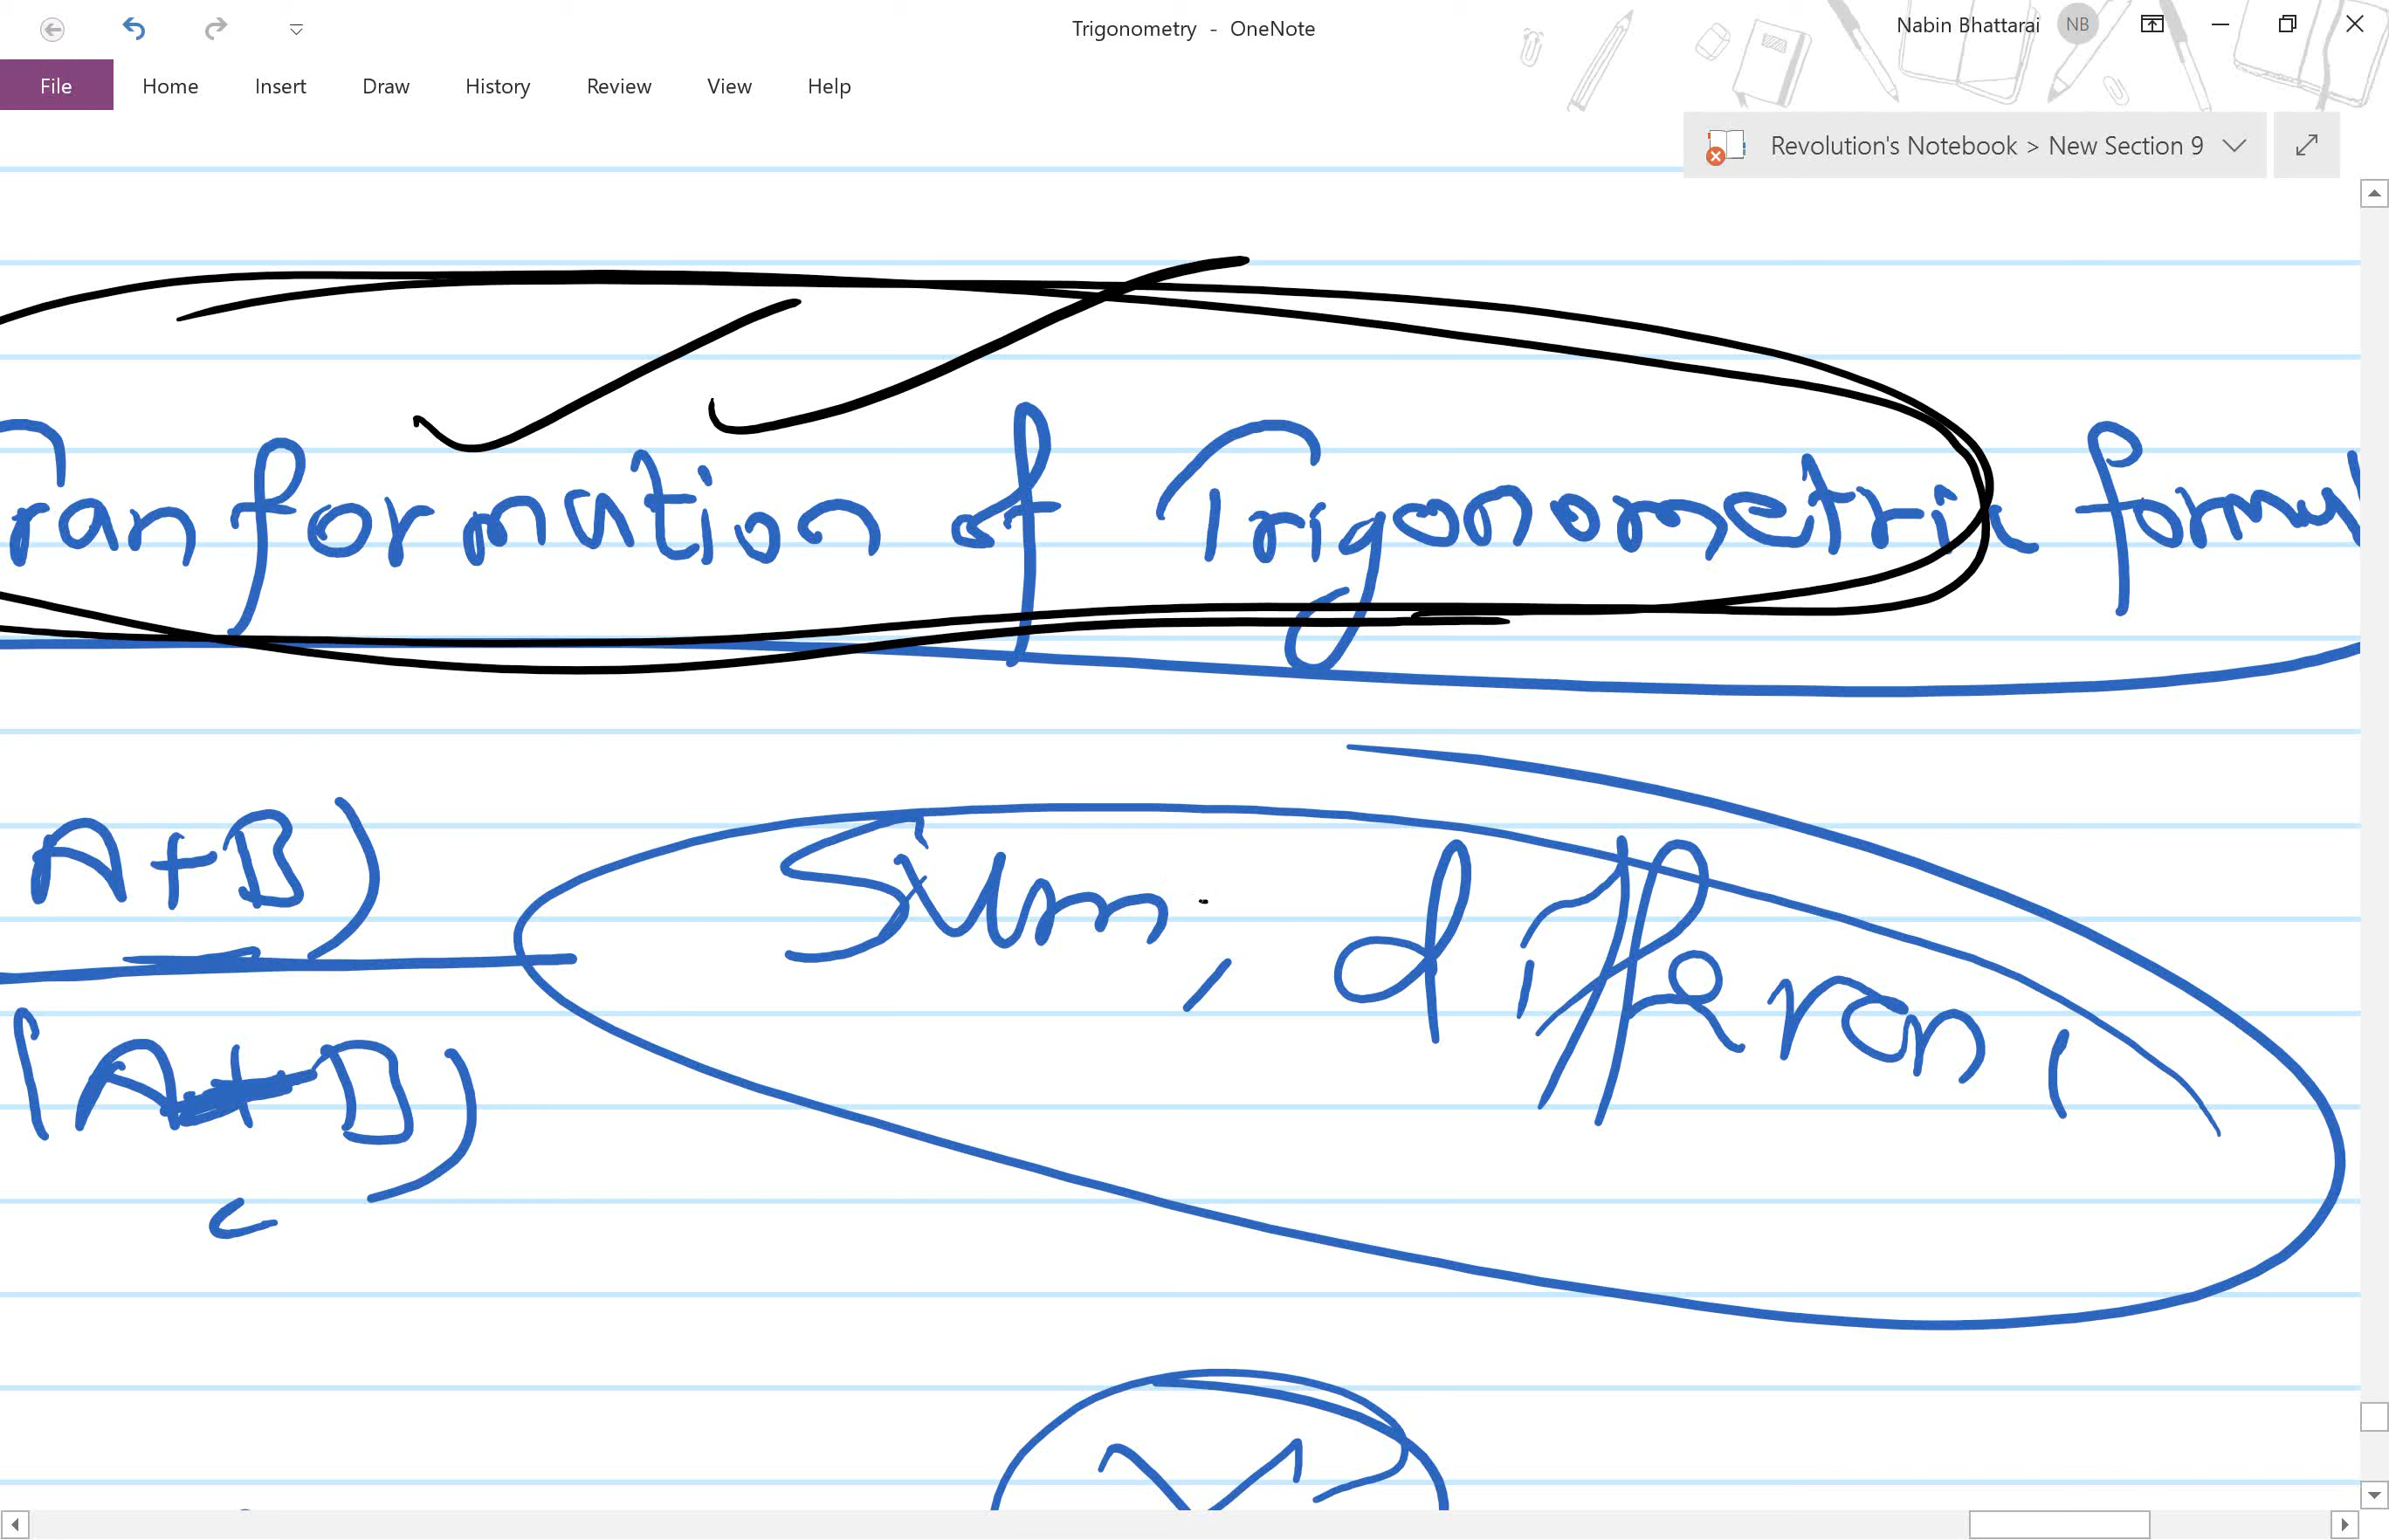 Trigonometry - OneNote
Nabin Bhattarai NB
File Home Insert Draw History Review View Help
Revolution's Notebook > New Section 9
ranformation of Trigonometric formul
A+B)
Sum, differen,